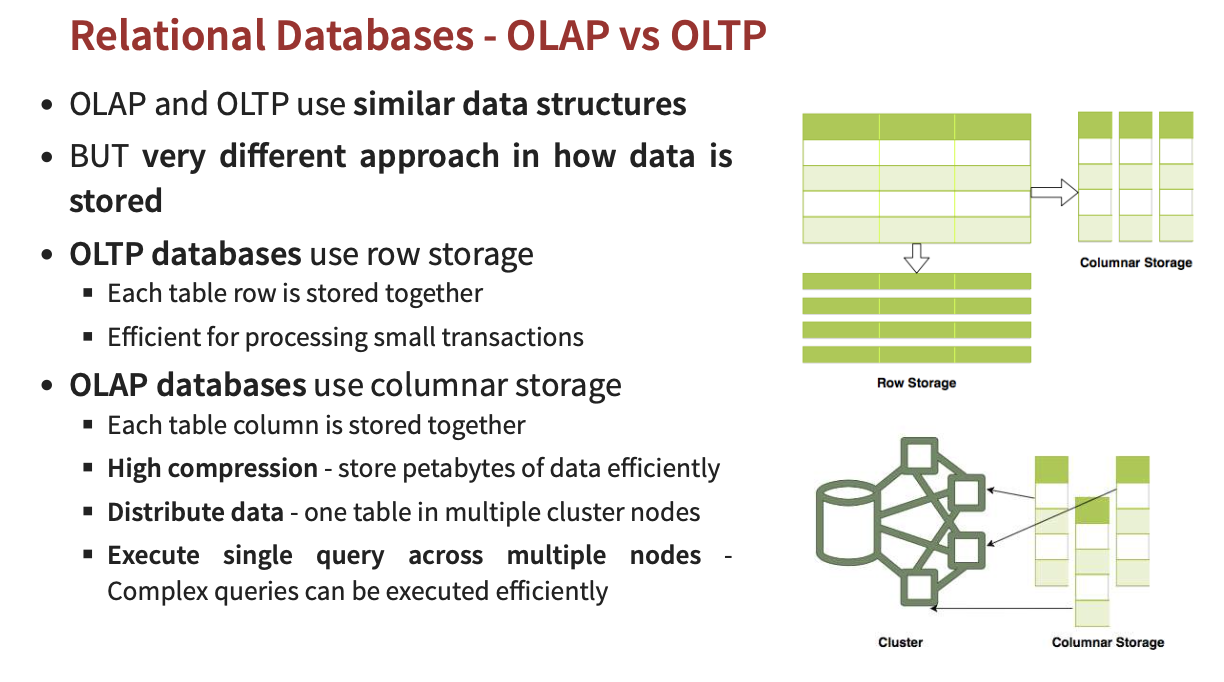 Relational Databases - OLAP vs OLTP
• OLAP and OLTP use similar data structures
• BUT very different approach in how data is
stored
• OLTP databases use row storage
▪ Each table row is stored together
▪ Efficient for processing small transactions
• OLAP databases use columnar storage
▪ Each table column is stored together
▪ High compression - store petabytes of data efficiently
▪ Distribute data - one table in multiple cluster nodes
▪ Execute single query across multiple nodes -
Complex queries can be executed efficiently
Columnar Storage
Row Storage
Cluster
Columnar Storage